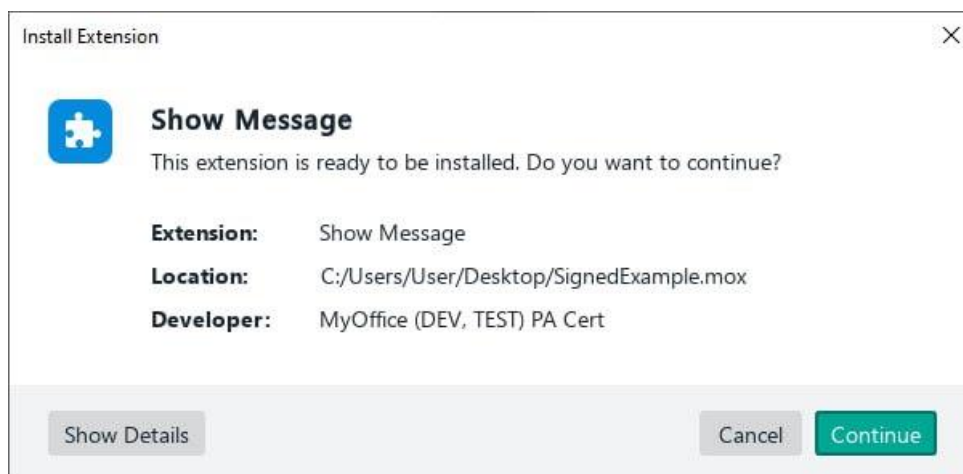 Install Extension
Show Message
This extension is ready to be installed. Do you want to continue?
Extension: Show Message
Location: C:/Users/User/Desktop/SignedExample.mox
Developer: MyOffice (DEV, TEST) PA Cert
Show Details Cancel Continue